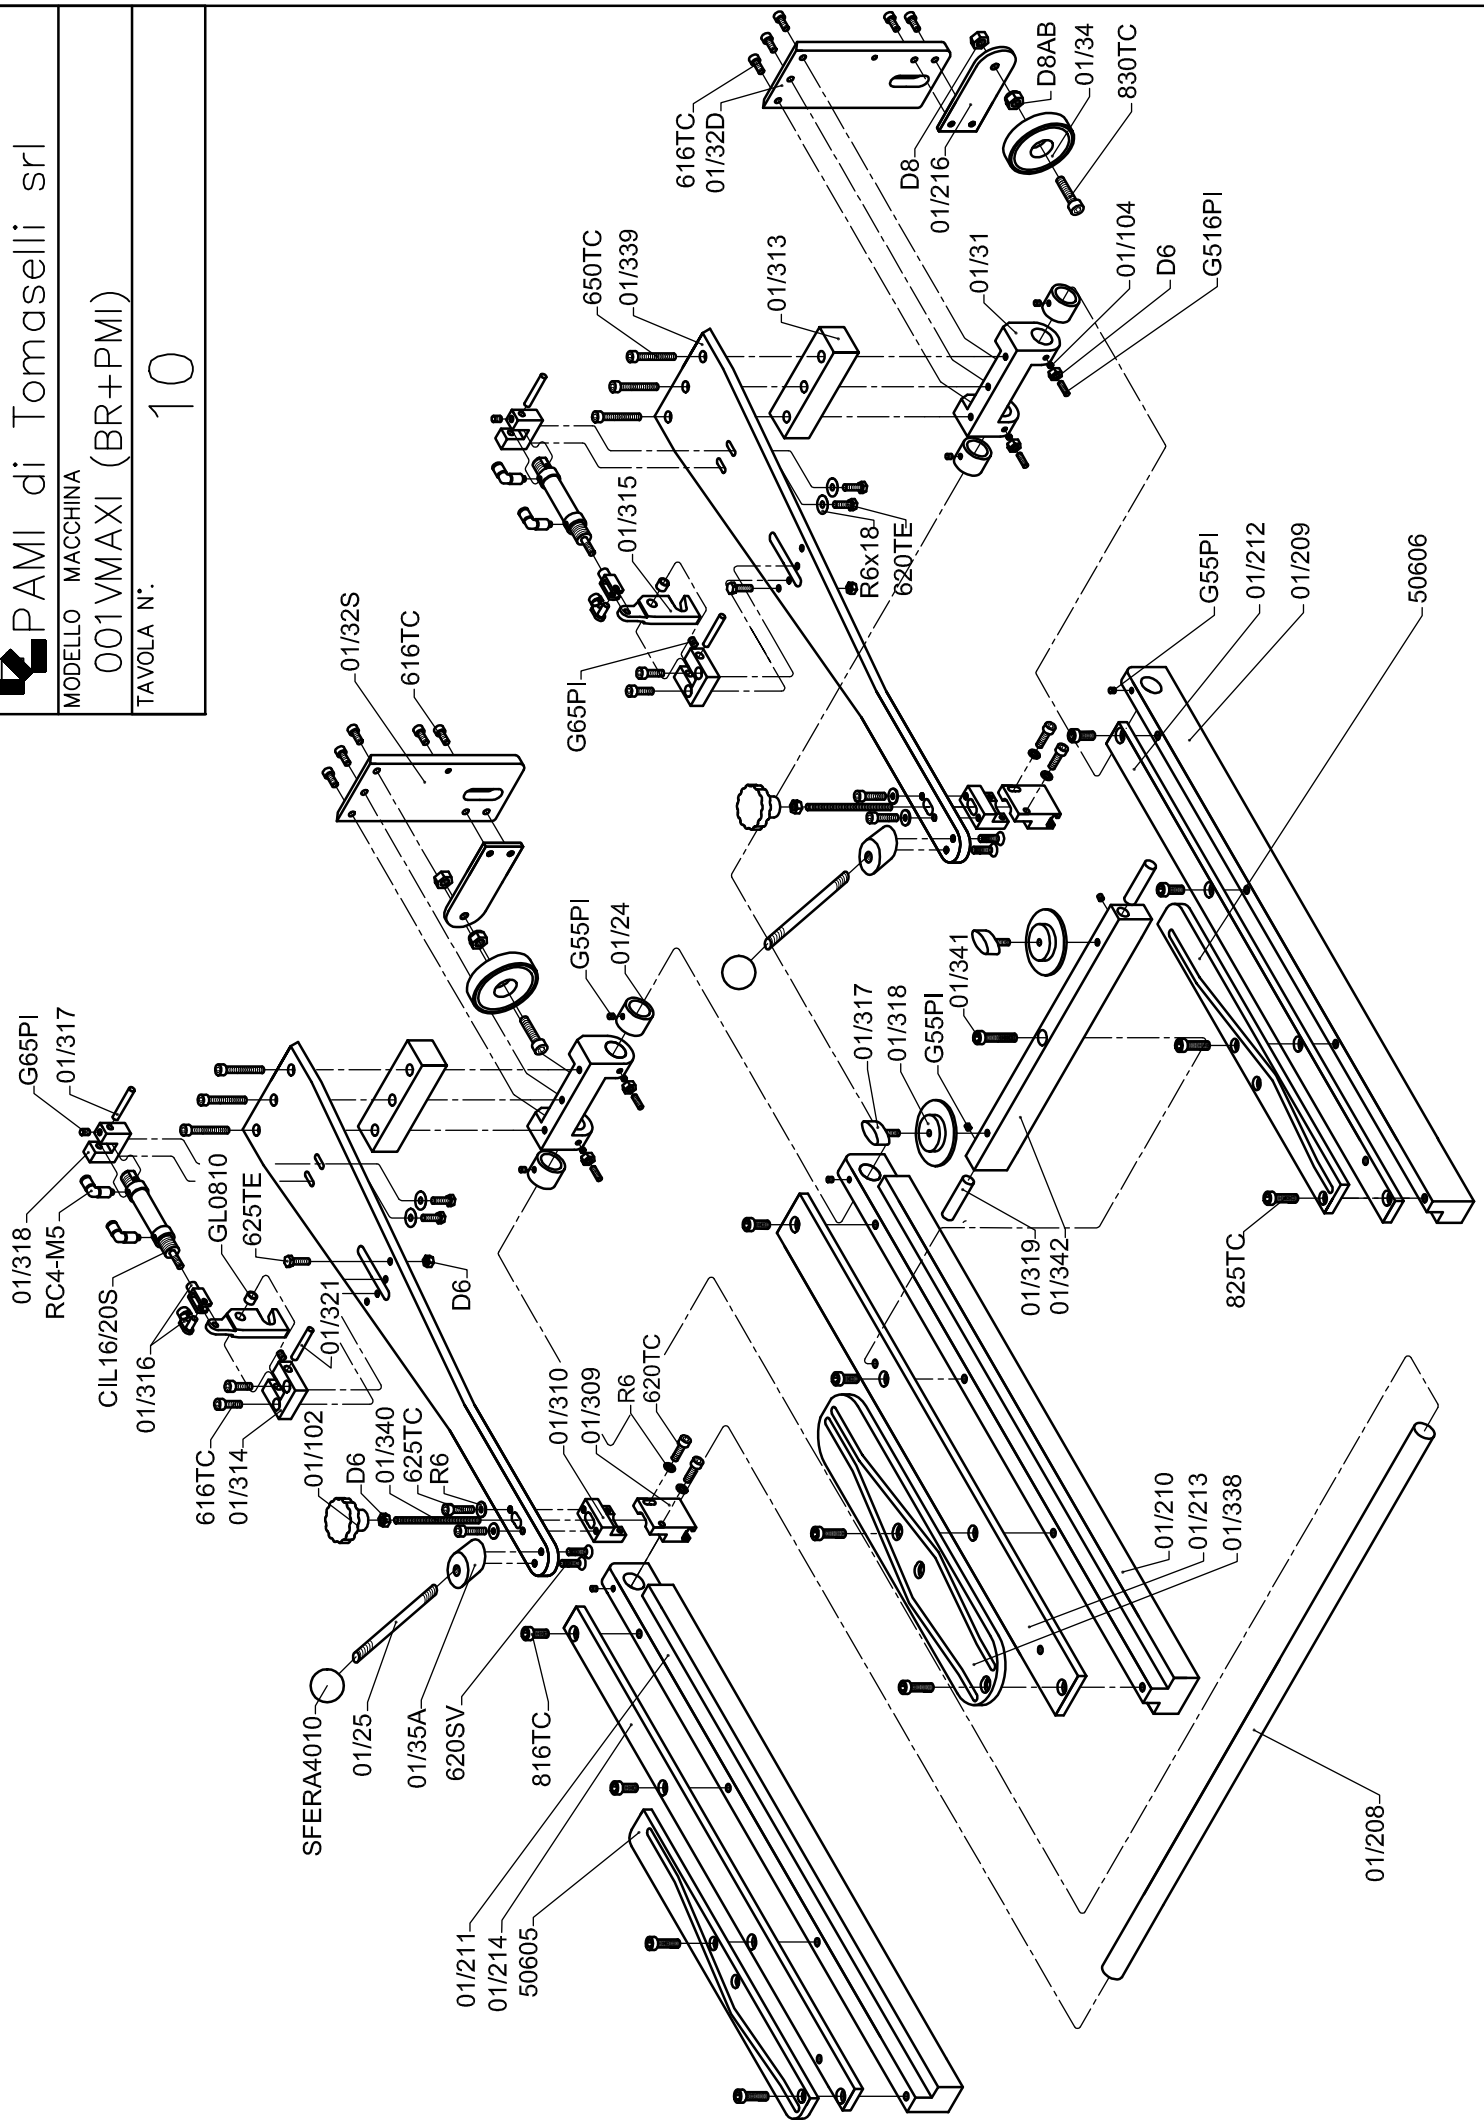 PAMI di Tomaselli srl
MODELLO MACCHINA
001VMAXI (BR+PMI)
TAVOLA N°:
10
01/318
RC4-M5
G65PI
01/317
CIL16/20S
01/316
GL0810
625TE
616TC
01/314
01/321
01/102
D6
01/340
625TC
R6
D6
SFERA4010
01/25
01/35A
620SV
816TC
01/310
01/309
R6
620TC
01/211
01/214
50605
01/32S
616TC
G55PI
01/24
G65PI
01/315
650TC
01/339
01/313
R6x18
620TE
616TC
01/32D
D8
01/216
D8AB
01/34
830TC
01/31
01/104
D6
G516PI
G55PI
01/212
01/209
50606
01/317
01/318
G55PI
01/341
01/319
01/342
825TC
01/210
01/213
01/338
01/208